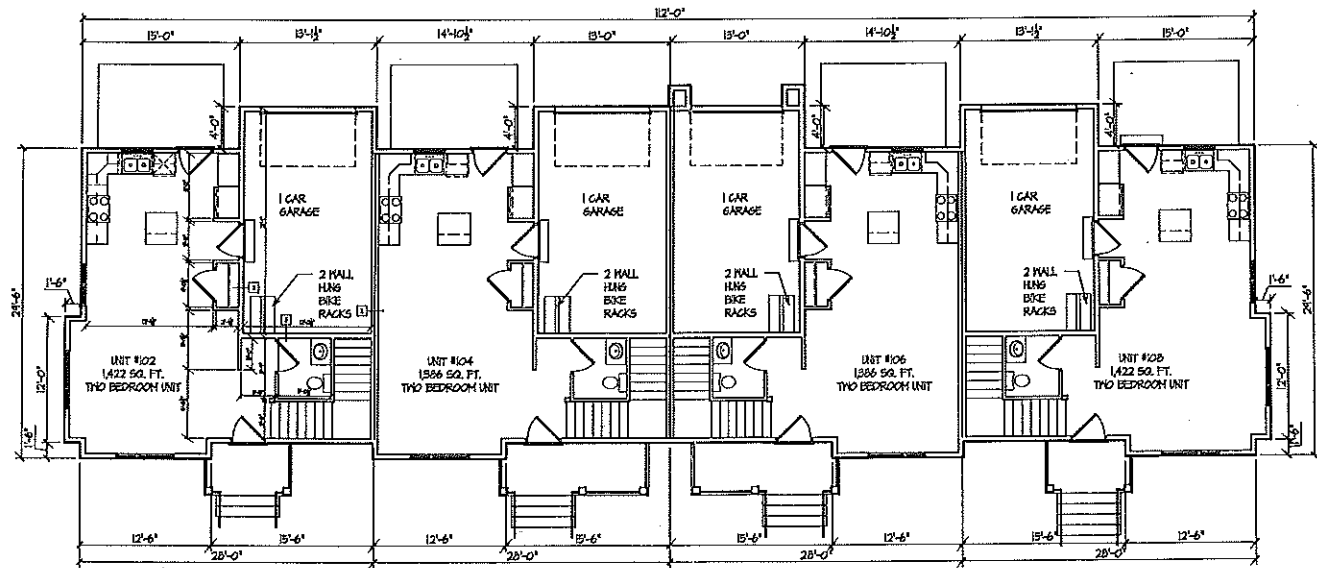 112'-0"
15'-0"
13'-1½"
14'-10½"
13'-0"
13'-0"
14'-10½"
13'-1½"
15'-0"
4'-0"
4'-0"
4'-0"
4'-0"
1 CAR
GARAGE
1 CAR
GARAGE
1 CAR
GARAGE
1 CAR
GARAGE
2 WALL
HUNG
BIKE
RACKS
2 WALL
HUNG
BIKE
RACKS
2 WALL
HUNG
BIKE
RACKS
2 WALL
HUNG
BIKE
RACKS
1'-6"
1'-6"
29'-6"
29'-6"
12'-0"
12'-0"
1'-6"
1'-6"
UNIT #102
1,422 SQ. FT.
TWO BEDROOM UNIT
UNIT #104
1,386 SQ. FT.
TWO BEDROOM UNIT
UNIT #106
1,386 SQ. FT.
TWO BEDROOM UNIT
UNIT #108
1,422 SQ. FT.
TWO BEDROOM UNIT
12'-6"
15'-6"
12'-6"
15'-6"
15'-6"
12'-6"
15'-6"
12'-6"
28'-0"
28'-0"
28'-0"
28'-0"